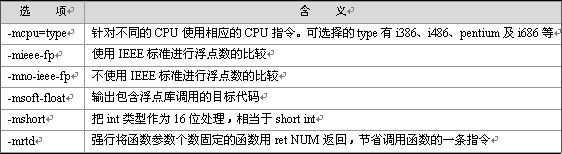 选 项 含 义
-mcpu=type 针对不同的 CPU 使用相应的 CPU 指令。可选择的 type 有 i386、i486、pentium 及 i686 等
-mieee-fp 使用 IEEE 标准进行浮点数的比较
-mno-ieee-fp 不使用 IEEE 标准进行浮点数的比较
-msoft-float 输出包含浮点库调用的目标代码
-mshort 把 int 类型作为 16 位处理，相当于 short int
-mrtd 强行将函数参数个数固定的函数用 ret NUM 返回，节省调用函数的一条指令